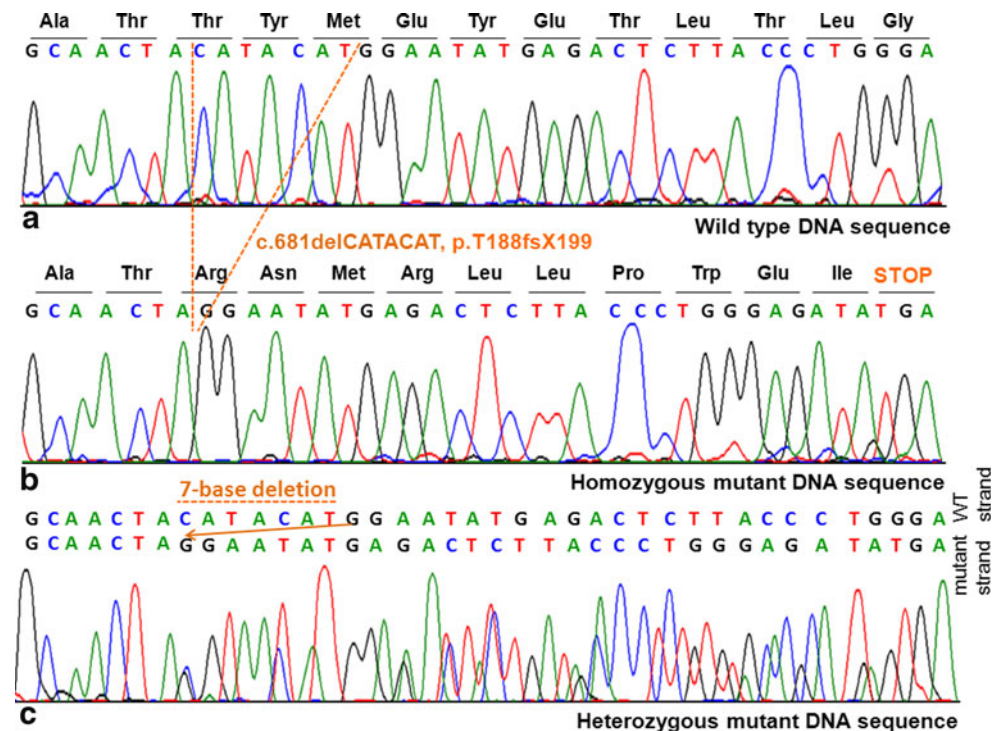 a
Ala Thr Thr Tyr Met Glu Tyr Glu Thr Leu Thr Leu Gly
G C A A C T A C A T A C A T G G A A T A T G A G A C T C T T A C C C T G G G A
Wild type DNA sequence
c.681delCATACAT, p.T188fsX199
Ala Thr Arg Asn Met Arg Leu Leu Pro Trp Glu Ile STOP
G C A A C T A G G A A T A T G A G A C T C T T A C C C T G G G A G A T A T G A
b
Homozygous mutant DNA sequence
7-base deletion
G C A A C T A C A T A C A T G G A A T A T G A G A C T C T T A C C C T G G G A WT strand
G C A A C T A G G A A T A T G A G A C T C T T A C C C T G G G A G A T A T G A mutant strand
c
Heterozygous mutant DNA sequence